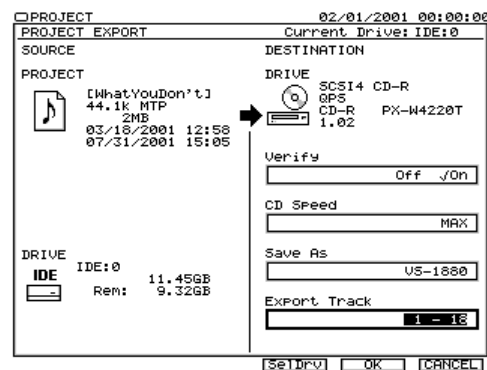 PROJECT 02/01/2001 00:00:00
PROJECT EXPORT Current Drive: IDE:0
SOURCE
PROJECT
[WhatYouDon't]
44.1k MTP
2MB
03/18/2001 12:58
07/31/2001 15:05
DRIVE
IDE
IDE:0
11.45GB
Rem: 9.32GB
DESTINATION
DRIVE
SCSI4 CD-R
QPS
CD-R PX-W4220T
1.02
Verify
Off √On
CD Speed
MAX
Save As
VS-1880
Export Track
1 - 18
[SelDrv] [ OK ] [CANCEL]